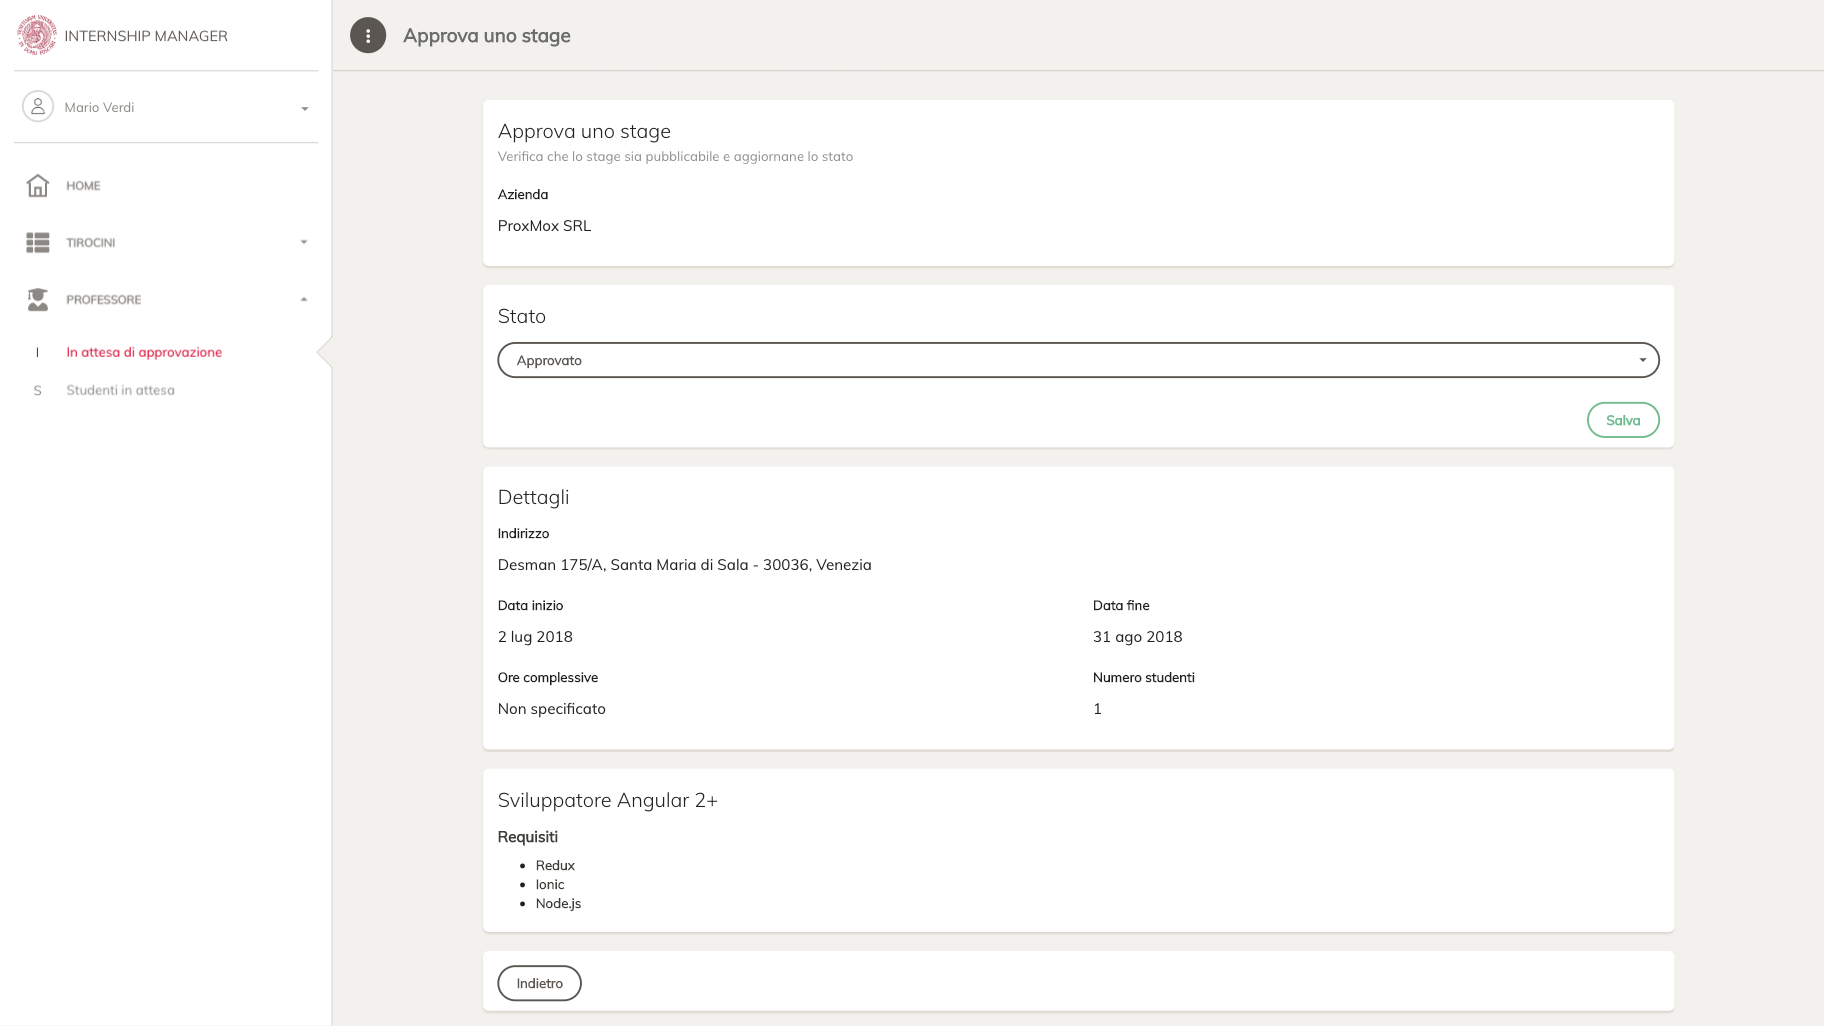 INTERNSHIP MANAGER
Mario Verdi
HOME
TIROCINI
PROFESSORE
I In attesa di approvazione
S Studenti in attesa
Approva uno stage
Approva uno stage
Verifica che lo stage sia pubblicabile e aggiornane lo stato
Azienda
ProxMox SRL
Stato
Approvato
Salva
Dettagli
Indirizzo
Desman 175/A, Santa Maria di Sala - 30036, Venezia
Data inizio
2 lug 2018
Data fine
31 ago 2018
Ore complessive
Non specificato
Numero studenti
1
Sviluppatore Angular 2+
Requisiti
• Redux
• Ionic
• Node.js
Indietro